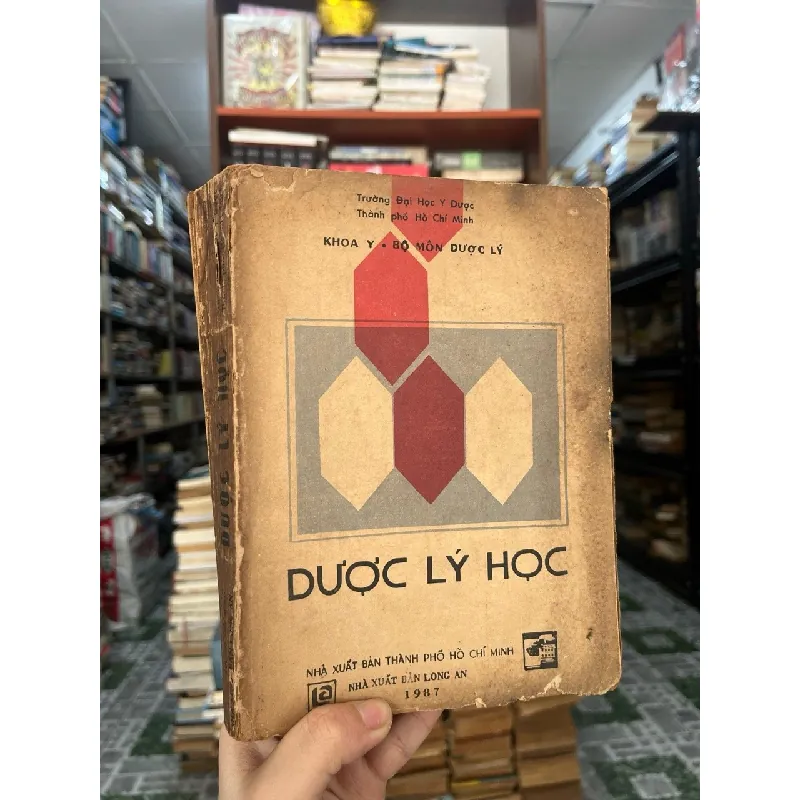 Trường Đại Học Y Dược
Thành phố Hồ Chí Minh
KHOA Y - BỘ MÔN DƯỢC LÝ
DƯỢC LÝ HỌC
NHÀ XUẤT BẢN THÀNH PHỐ HỒ CHÍ MINH
NHÀ XUẤT BẢN LONG AN
1987
DƯỢC LÝ HỌC